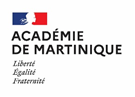 ACADÉMIE
DE MARTINIQUE
Liberté
Égalité
Fraternité